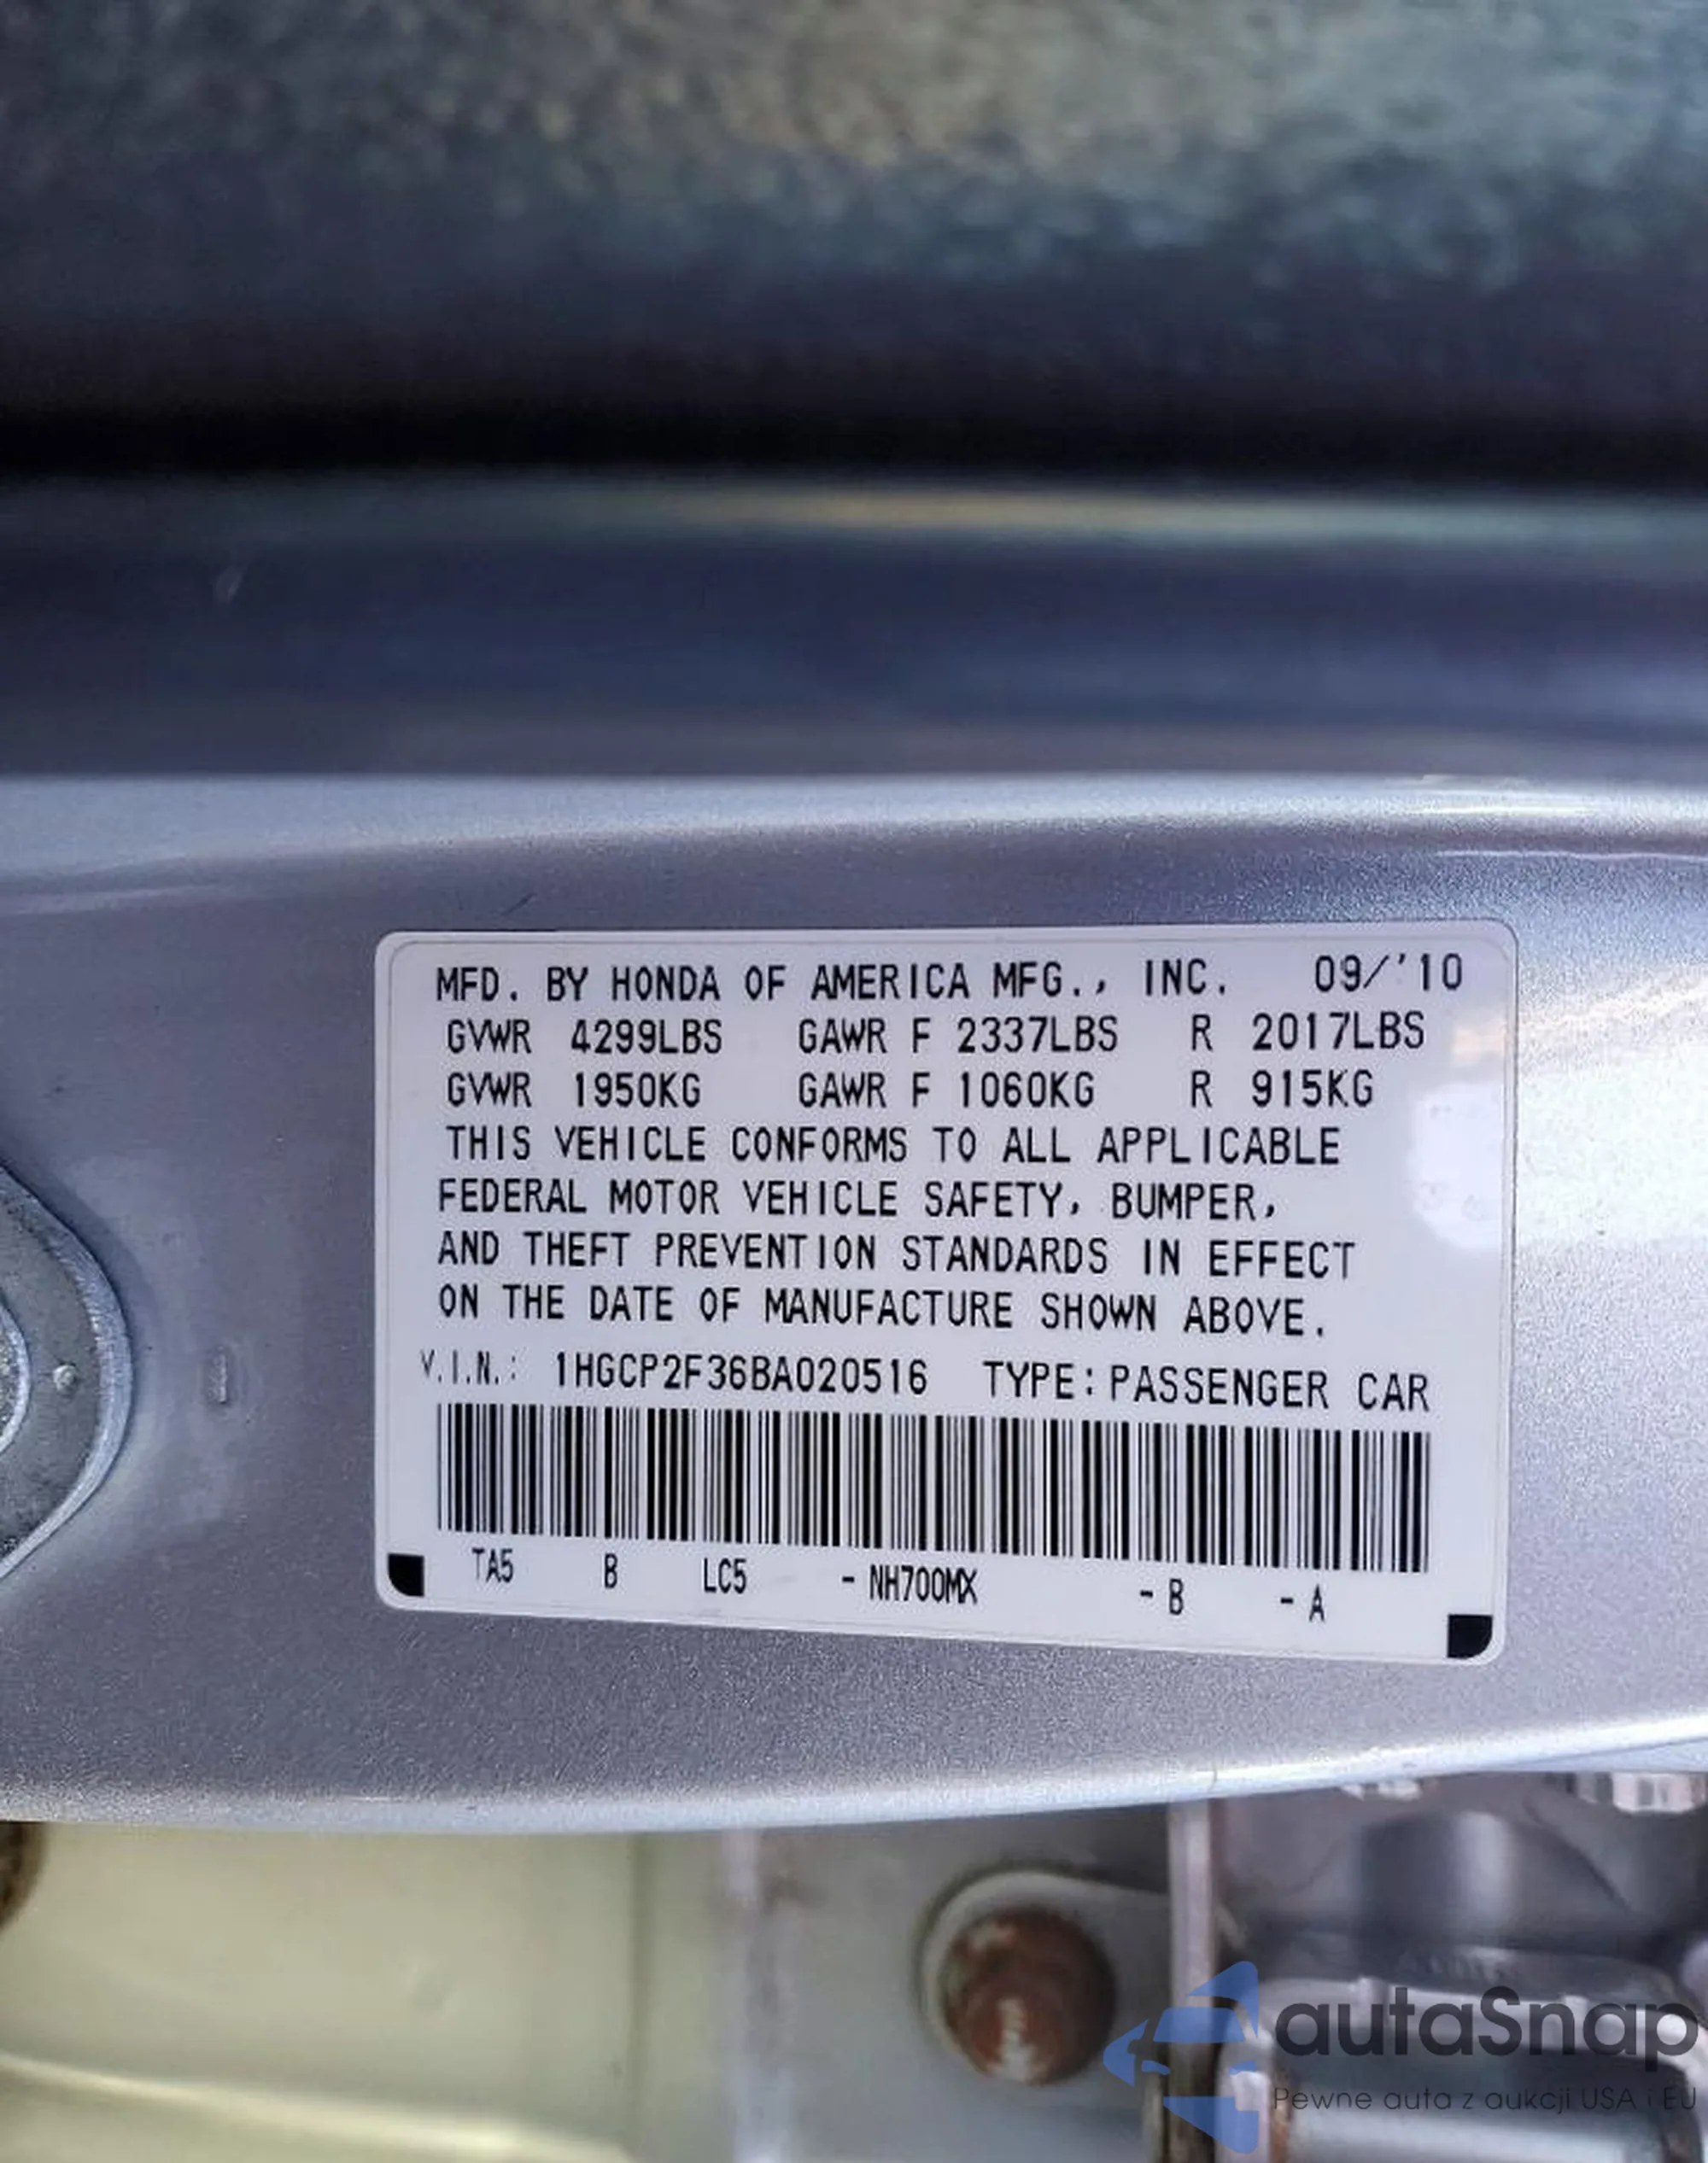 MFD. BY HONDA OF AMERICA MFG., INC. 09/'10
GVWR 4299LBS GAWR F 2337LBS R 2017LBS
GVWR 1950KG GAWR F 1060KG R 915KG
THIS VEHICLE CONFORMS TO ALL APPLICABLE
FEDERAL MOTOR VEHICLE SAFETY, BUMPER,
AND THEFT PREVENTION STANDARDS IN EFFECT
ON THE DATE OF MANUFACTURE SHOWN ABOVE.
V.I.N.: 1HGCP2F36BA020516 TYPE: PASSENGER CAR
TA5 B LC5 - NH700MX - B - A
autaSnap
Pewne auta z aukcji USA i EU